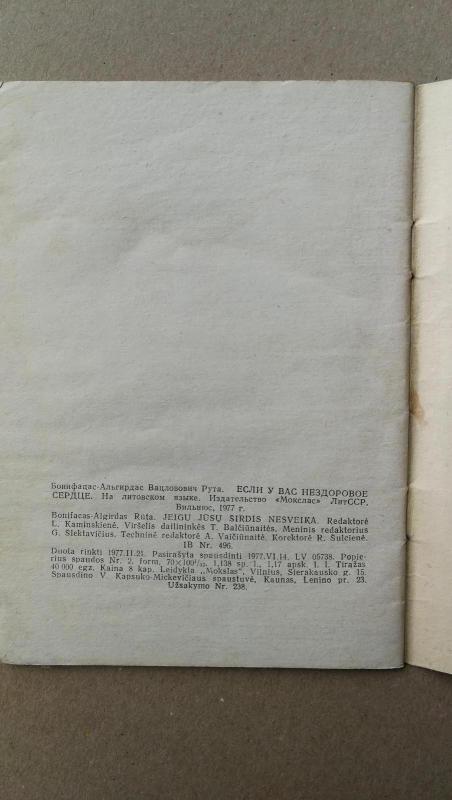 Бонифацас-Альгирдас Вацловович Рута. ЕСЛИ У ВАС НЕЗДОРОВОЕ
СЕРДЦЕ. На литовском языке. Издательство «Мокслас» ЛитССР.
Вильнюс, 1977 г.
Bonifacas-Algirdas Rūta. JEIGU JŪSŲ ŠIRDIS NESVEIKA. Redaktorė
L. Kaminskienė. Viršelis dailininkės T. Balčiūnaitės. Meninis redaktorius
G. Slektavičius. Techninė redaktorė A. Vaičiūnaitė. Korektorė R. Šulcienė.
IB Nr. 496.
Duota rinkti 1977.II.21. Pasirašyta spausdinti 1977.VI.14. LV 05738. Popie-
rius spaudos Nr. 2, form. 70×100¹/₃₂. 1,138 sp. l., 1,17 apsk. l. l. Tiražas
40 000 egz. Kaina 8 kap. Leidykla „Mokslas", Vilnius, Sierakausko g. 15.
Spausdino V. Kapsuko-Mickevičiaus spaustuvė, Kaunas, Lenino pr. 23.
Užsakymo Nr. 238.